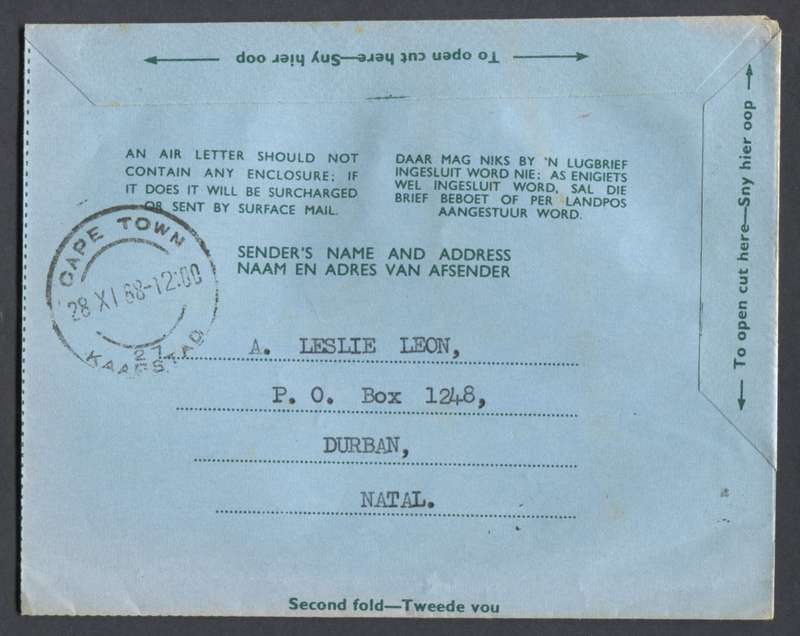 To open cut here—Sny hier oop
To open cut here—Sny hier oop
AN AIR LETTER SHOULD NOT
CONTAIN ANY ENCLOSURE; IF
IT DOES IT WILL BE SURCHARGED
OR SENT BY SURFACE MAIL.
DAAR MAG NIKS BY 'N LUGBRIEF
INGESLUIT WORD NIE; AS ENIGIETS
WEL INGESLUIT WORD, SAL DIE
BRIEF BEBOET OF PER LANDPOS
AANGESTUUR WORD.
CAPE TOWN
28 XI 68-12:00
21
KAAPSTAD
SENDER'S NAME AND ADDRESS
NAAM EN ADRES VAN AFSENDER
A. LESLIE LEON,
P. O. Box 1248,
DURBAN,
NATAL.
Second fold—Tweede vou